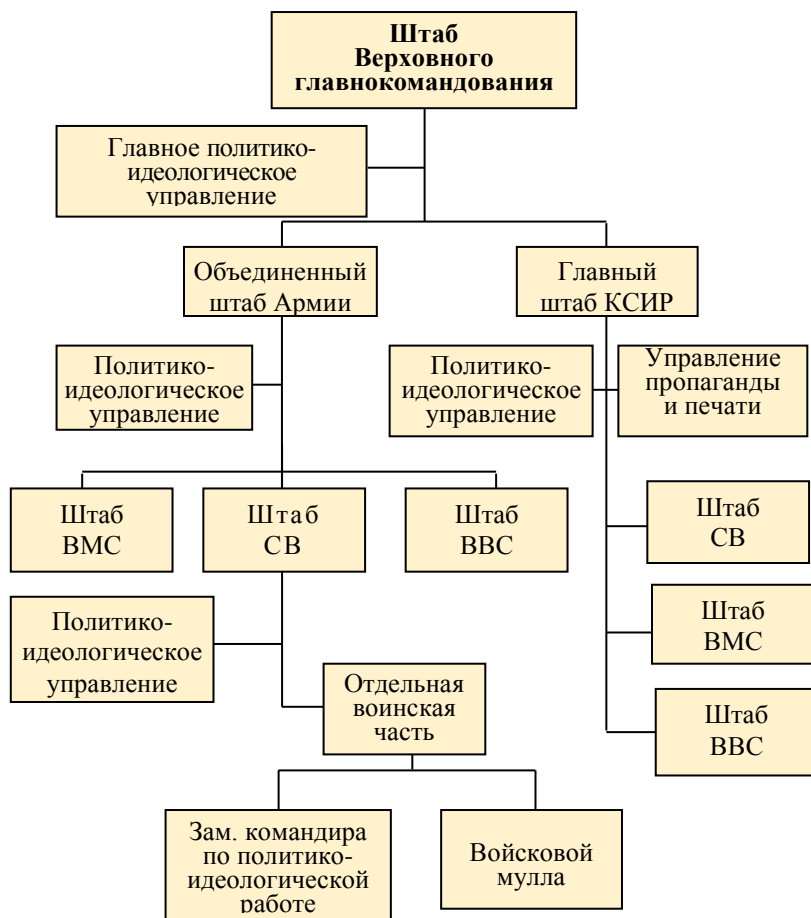 Штаб
Верховного
главнокомандования
Главное политико-
идеологическое
управление
Объединенный
штаб Армии
Главный
штаб КСИР
Политико-
идеологическое
управление
Политико-
идеологическое
управление
Управление
пропаганды
и печати
Штаб
ВМС
Штаб
СВ
Штаб
ВВС
Штаб
СВ
Политико-
идеологическое
управление
Штаб
ВМС
Отдельная
воинская
часть
Штаб
ВВС
Зам. командира
по политико-
идеологической
работе
Войсковой
мулла